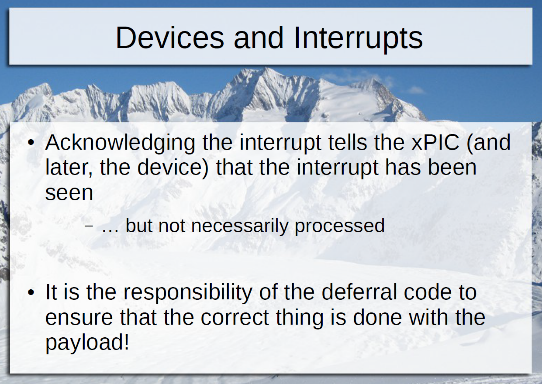 Devices and Interrupts
• Acknowledging the interrupt tells the xPIC (and
later, the device) that the interrupt has been
seen
– … but not necessarily processed
• It is the responsibility of the deferral code to
ensure that the correct thing is done with the
payload!